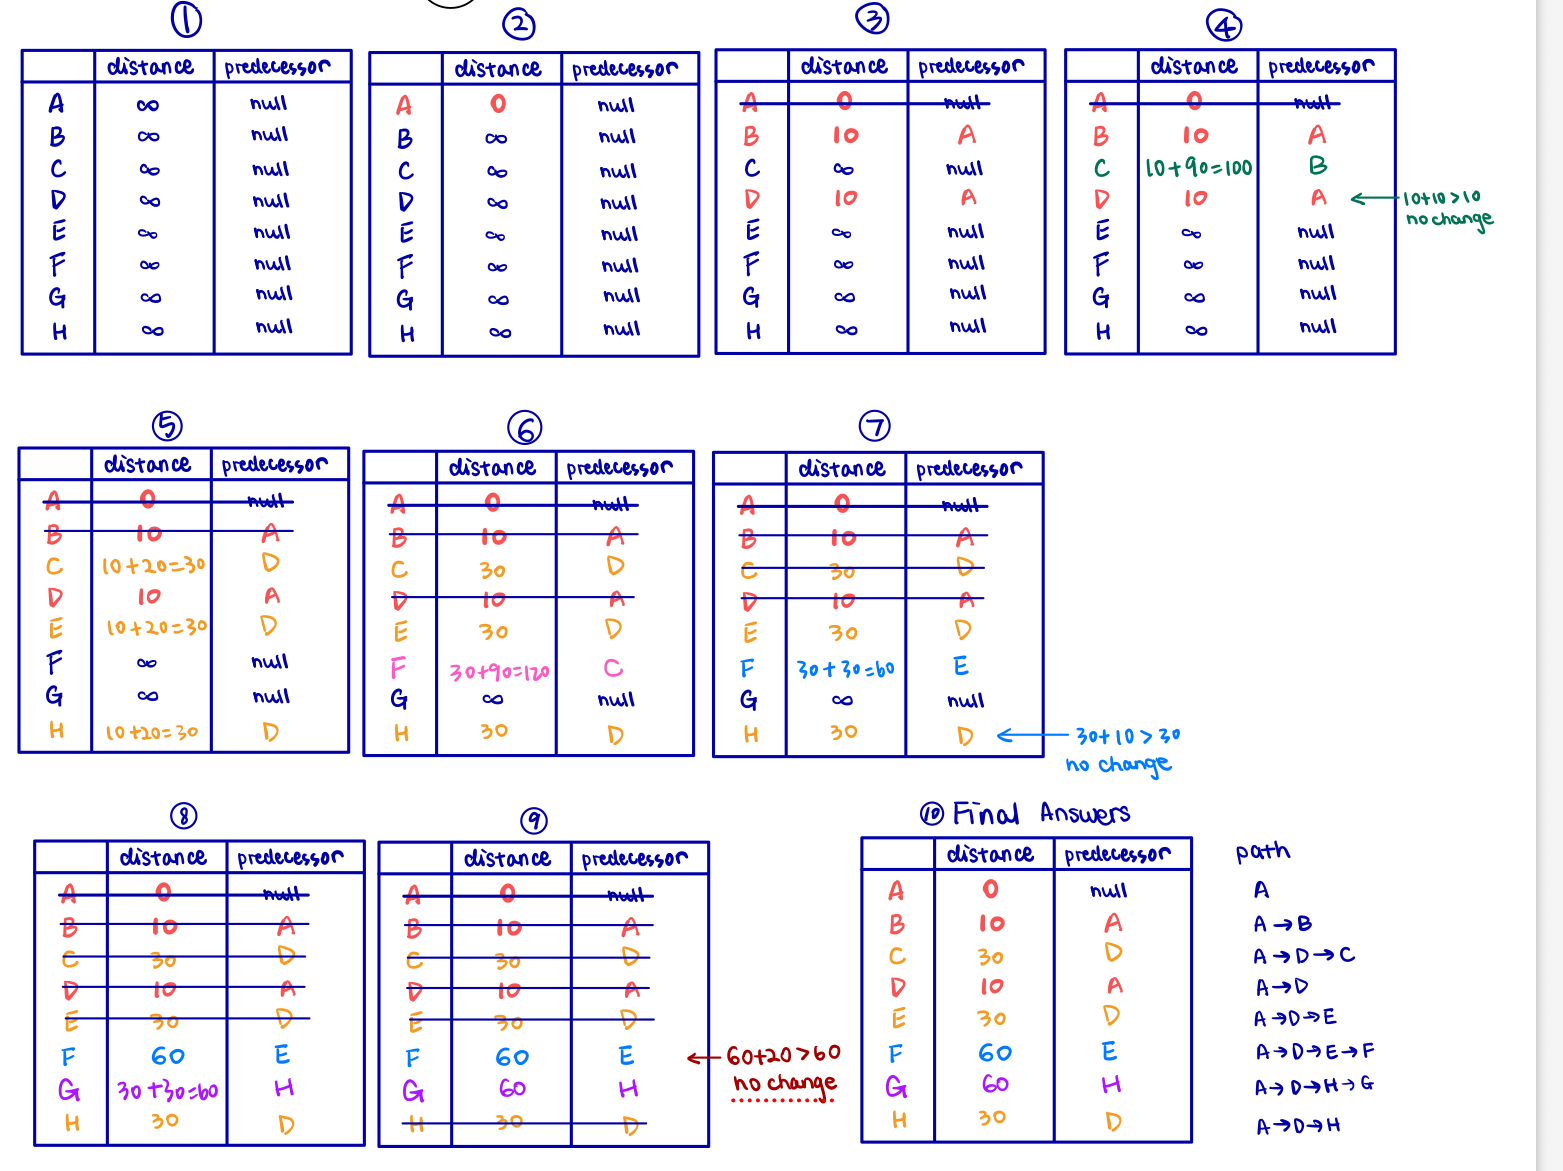 ① ② ③ ④
distance predecessor
A ∞ null
B ∞ null
C ∞ null
D ∞ null
E ∞ null
F ∞ null
G ∞ null
H ∞ null
distance predecessor
A 0 null
B ∞ null
C ∞ null
D ∞ null
E ∞ null
F ∞ null
G ∞ null
H ∞ null
distance predecessor
A 0 null
B 10 A
C ∞ null
D 10 A
E ∞ null
F ∞ null
G ∞ null
H ∞ null
distance predecessor
A 0 null
B 10 A
C 10+90=100 B
D 10 A
E ∞ null
F ∞ null
G ∞ null
H ∞ null
← 10+10>10
no change
⑤ ⑥ ⑦
distance predecessor
A 0 null
B 10 A
C 10+20=30 D
D 10 A
E 10+20=30 D
F ∞ null
G ∞ null
H 10+20=30 D
distance predecessor
A 0 null
B 10 A
C 30 D
D 10 A
E 30 D
F 30+90=120 C
G ∞ null
H 30 D
distance predecessor
A 0 null
B 10 A
C 30 D
D 10 A
E 30 D
F 30+30=60 E
G ∞ null
H 30 D
← 30+10>30
no change
⑧ ⑨
distance predecessor
A 0 null
B 10 A
C 30 D
D 10 A
E 30 D
F 60 E
G 30+30=60 H
H 30 D
distance predecessor
A 0 null
B 10 A
C 30 D
D 10 A
E 30 D
F 60 E
G 60 H
H 30 D
← 60+20>60
no change
⑩ Final Answers
distance predecessor path
A 0 null A
B 10 A A→B
C 30 D A→D→C
D 10 A A→D
E 30 D A→D→E
F 60 E A→D→E→F
G 60 H A→D→H→G
H 30 D A→D→H